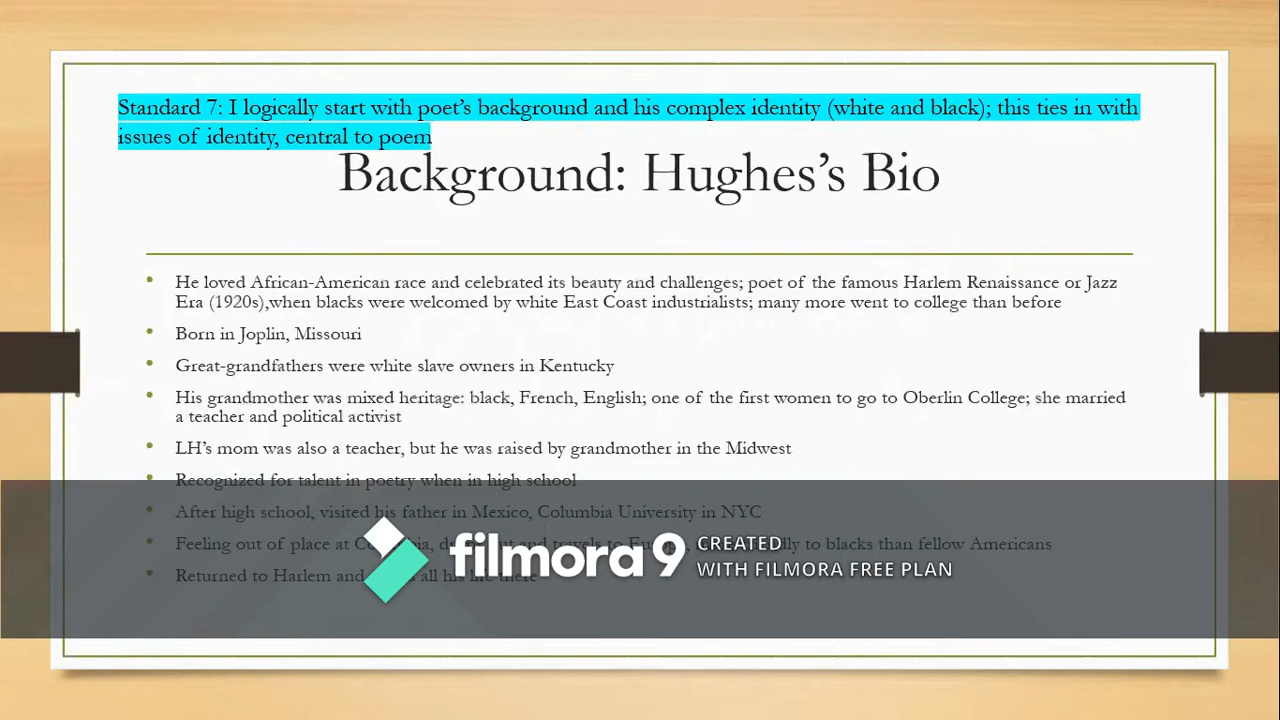 Standard 7: I logically start with poet's background and his complex identity (white and black); this ties in with
issues of identity, central to poem
Background: Hughes's Bio
• He loved African-American race and celebrated its beauty and challenges; poet of the famous Harlem Renaissance or Jazz
Era (1920s),when blacks were welcomed by white East Coast industrialists; many more went to college than before
• Born in Joplin, Missouri
• Great-grandfathers were white slave owners in Kentucky
• His grandmother was mixed heritage: black, French, English; one of the first women to go to Oberlin College; she married
a teacher and political activist
• LH's mom was also a teacher, but he was raised by grandmother in the Midwest
• Recognized for talent in poetry when in high school
• After high school, visited his father in Mexico, Columbia University in NYC
• Feeling out of place at and travels to to blacks than fellow Americans
• Returned to Harlem and all his life there
filmora9 CREATED
WITH FILMORA FREE PLAN